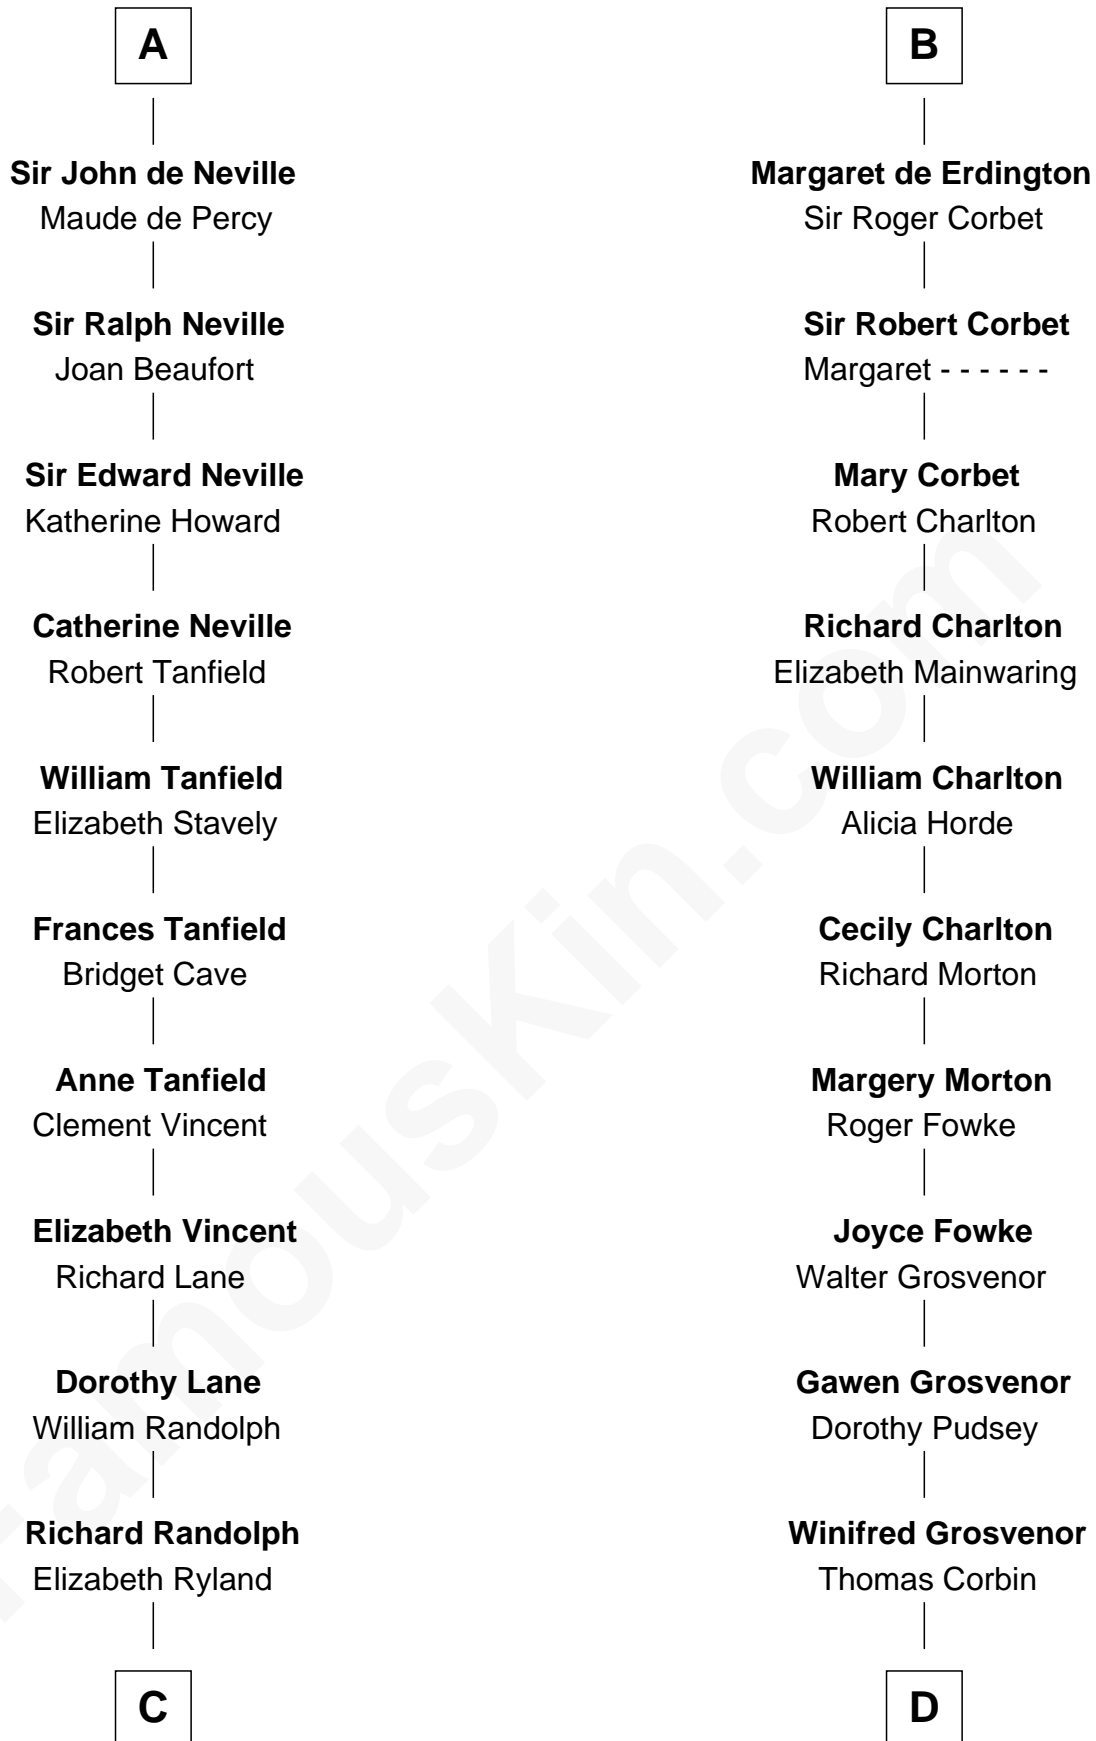 A
Sir John de Neville
Maude de Percy
Sir Ralph Neville
Joan Beaufort
Sir Edward Neville
Katherine Howard
Catherine Neville
Robert Tanfield
William Tanfield
Elizabeth Stavely
Frances Tanfield
Bridget Cave
Anne Tanfield
Clement Vincent
Elizabeth Vincent
Richard Lane
Dorothy Lane
William Randolph
Richard Randolph
Elizabeth Ryland
C
B
Margaret de Erdington
Sir Roger Corbet
Sir Robert Corbet
Margaret - - - - - -
Mary Corbet
Robert Charlton
Richard Charlton
Elizabeth Mainwaring
William Charlton
Alicia Horde
Cecily Charlton
Richard Morton
Margery Morton
Roger Fowke
Joyce Fowke
Walter Grosvenor
Gawen Grosvenor
Dorothy Pudsey
Winifred Grosvenor
Thomas Corbin
D
FamousKin.com